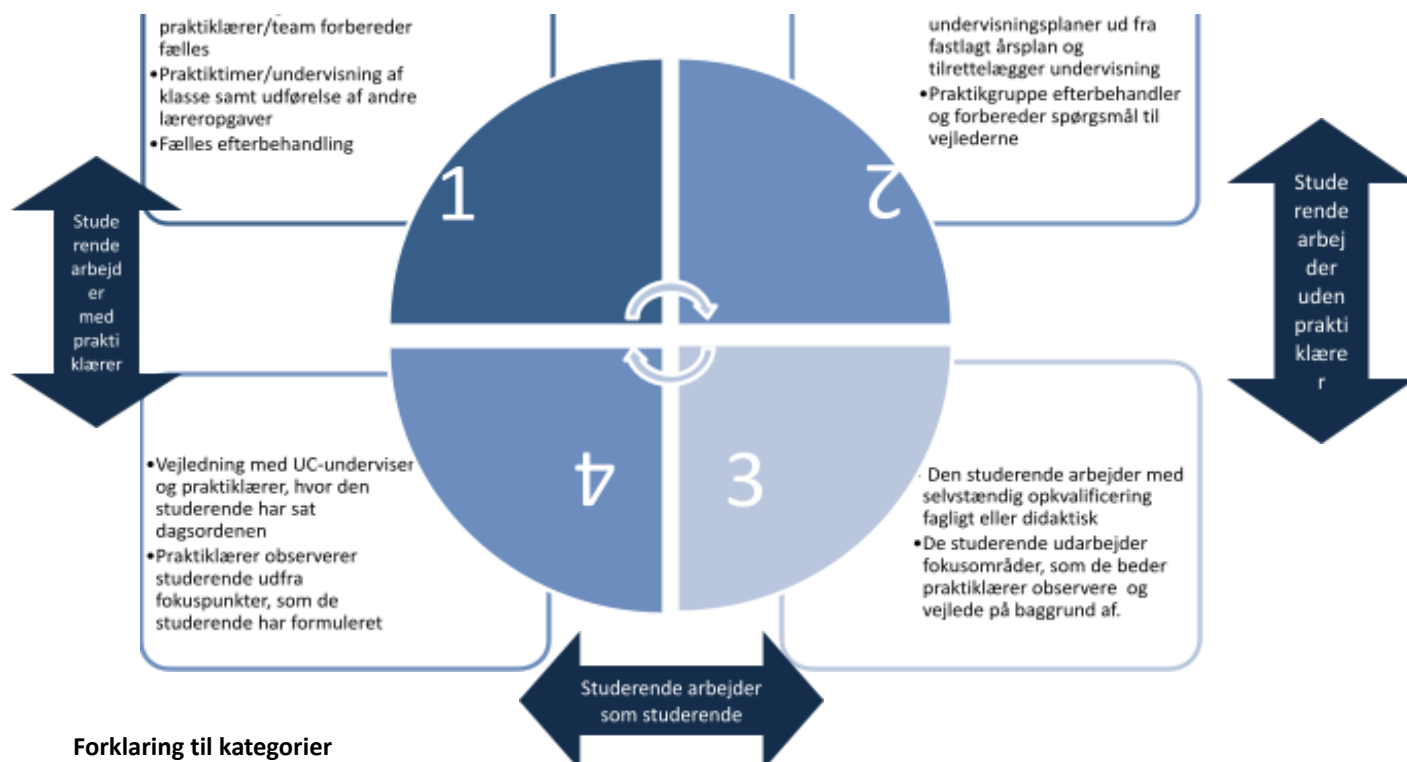 praktiklærer/team forbereder
fælles
•Praktiktimer/undervisning af
klasse samt udførelse af andre
læreropgaver
•Fælles efterbehandling
undervisningsplaner ud fra
fastlagt årsplan og
tilrettelægger undervisning
•Praktikgruppe efterbehandler
og forbereder spørgsmål til
vejlederne
1
2
Stude
rende
arbejd
er
med
prakti
klærer
Stude
rende
arbej
der
uden
prakti
klære
r
4
3
•Vejledning med UC-underviser
og praktiklærer, hvor den
studerende har sat
dagsordenen
•Praktiklærer observerer
studerende udfra
fokuspunkter, som de
studerende har formuleret
· Den studerende arbejder med
selvstændig opkvalificering
fagligt eller didaktisk
•De studerende udarbejder
fokusområder, som de beder
praktiklærer observere og
vejlede på baggrund af.
Studerende arbejder
som studerende
Forklaring til kategorier